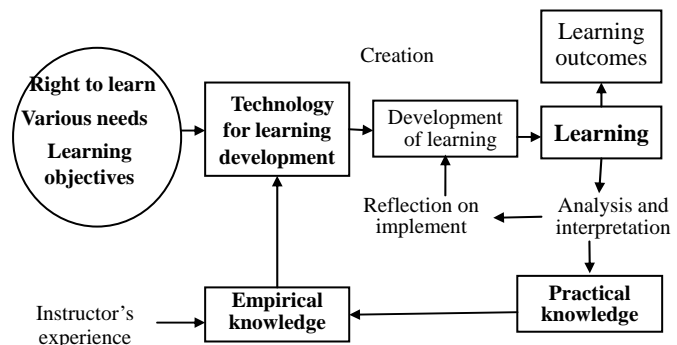 Right to learn
Various needs
Learning
objectives
Technology
for learning
development
Creation
Development
of learning
Learning
outcomes
Learning
Reflection on
implement
Analysis and
interpretation
Instructor's
experience
Empirical
knowledge
Practical
knowledge